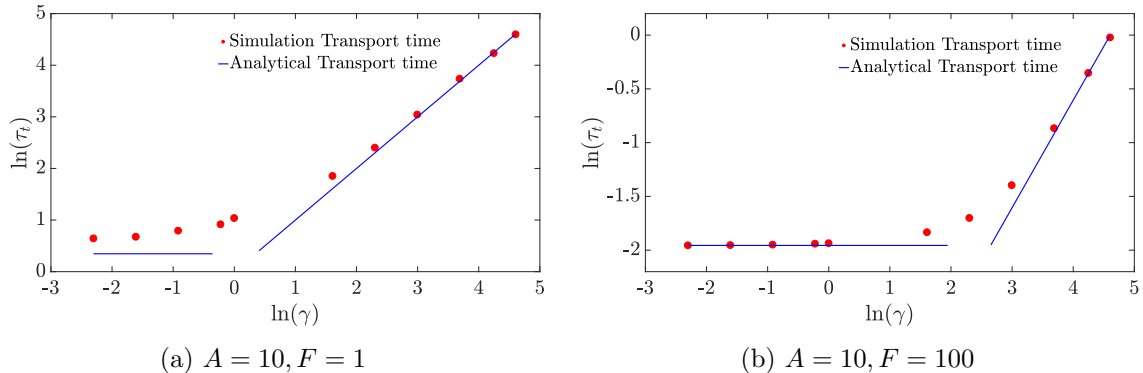 5
4
3
2
1
0
-3 -2 -1 0 1 2 3 4 5
ln(τt)
ln(γ)
Simulation Transport time
Analytical Transport time
(a) A = 10, F = 1
0
-0.5
-1
-1.5
-2
-3 -2 -1 0 1 2 3 4 5
ln(τt)
ln(γ)
Simulation Transport time
Analytical Transport time
(b) A = 10, F = 100